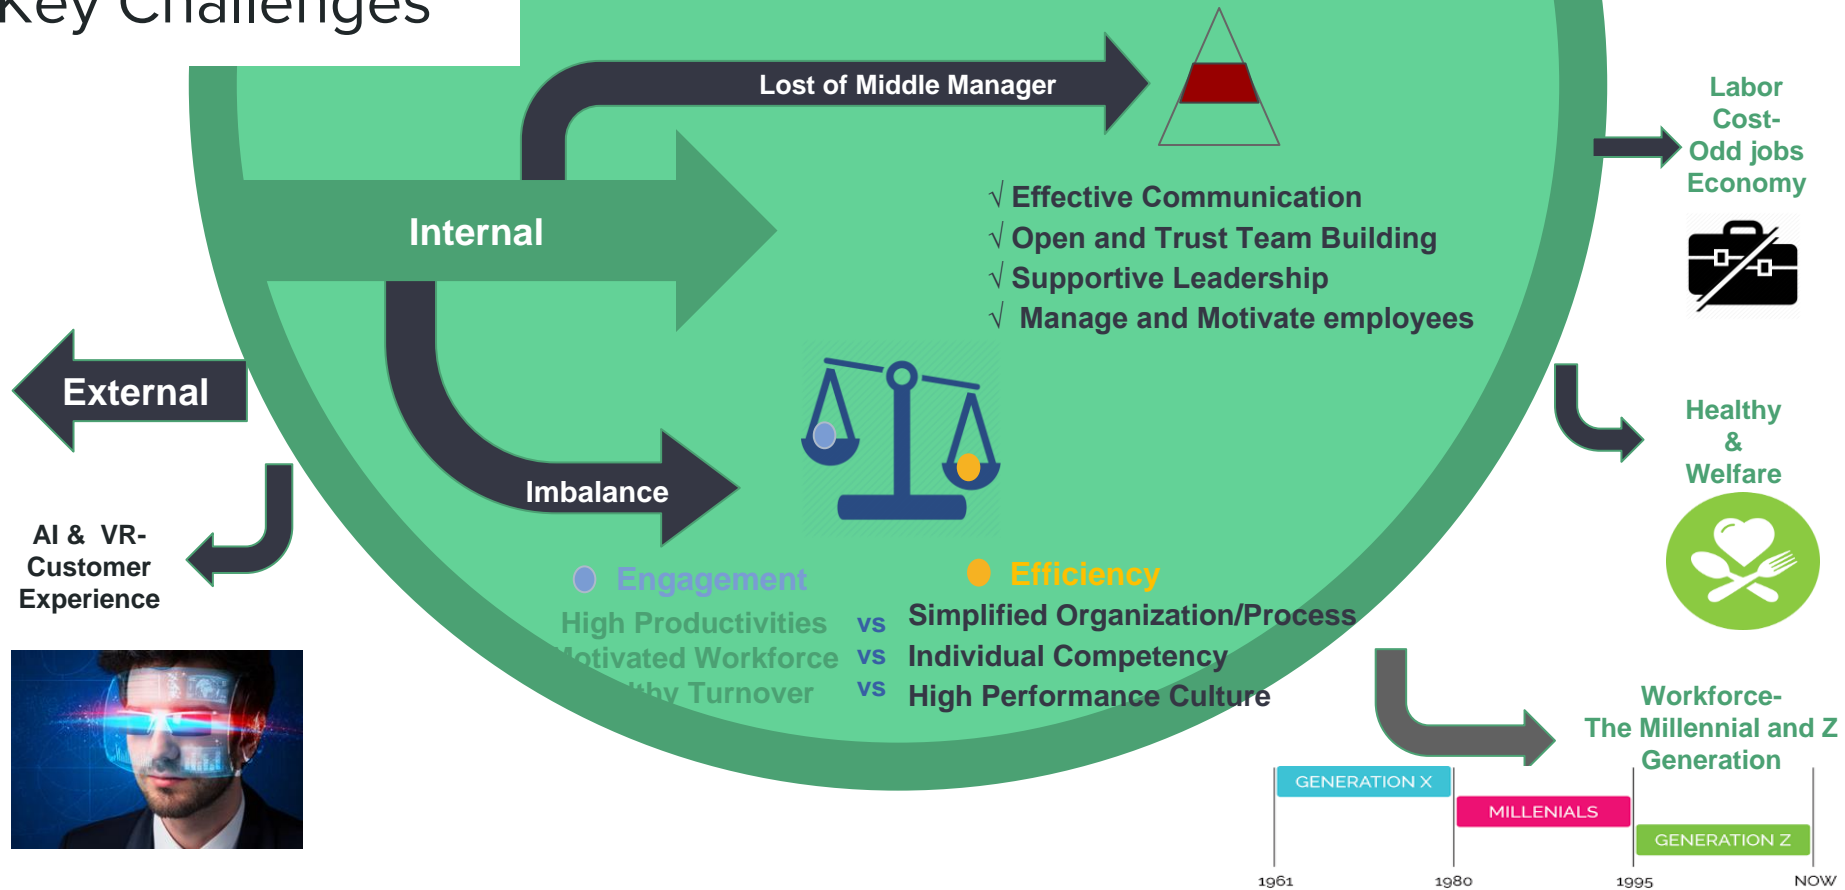 Key Challenges
Lost of Middle Manager
Internal
√ Effective Communication
√ Open and Trust Team Building
√ Supportive Leadership
√ Manage and Motivate employees
External
Imbalance
AI & VR-
Customer
Experience
Engagement
Efficiency
High Productivities vs Simplified Organization/Process
Motivated Workforce vs Individual Competency
Turnover vs High Performance Culture
Labor
Cost-
Odd jobs
Economy
Healthy
&
Welfare
Workforce-
The Millennial and Z
Generation
GENERATION X
MILLENIALS
GENERATION Z
1961 1980 1995 NOW